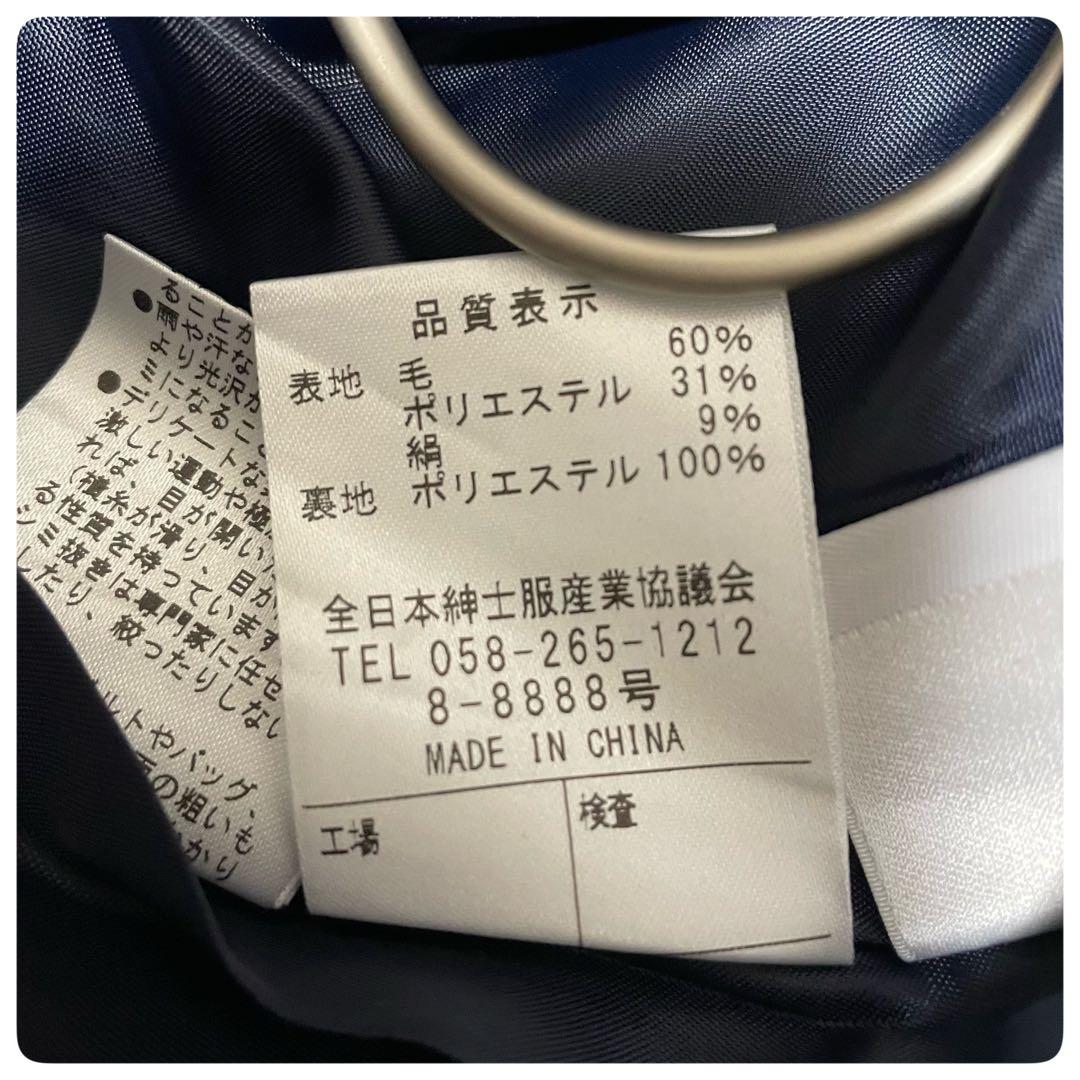 品質表示
表地 毛 60%
ポリエステル 31%
絹 9%
裏地 ポリエステル 100%
全日本紳士服産業協議会
TEL 058-265-1212
8-8888号
MADE IN CHINA
工場 検査
ることが
●雨や汗な
より光沢が
ミになること
●デリケートな
激しい運動や極
れば、目が開いた
糸が滑り、目が
る性質を持っています
シミ抜きは専門家に任せ
たり、絞ったりしない
ルトやバッグ、
の粗いも
かり